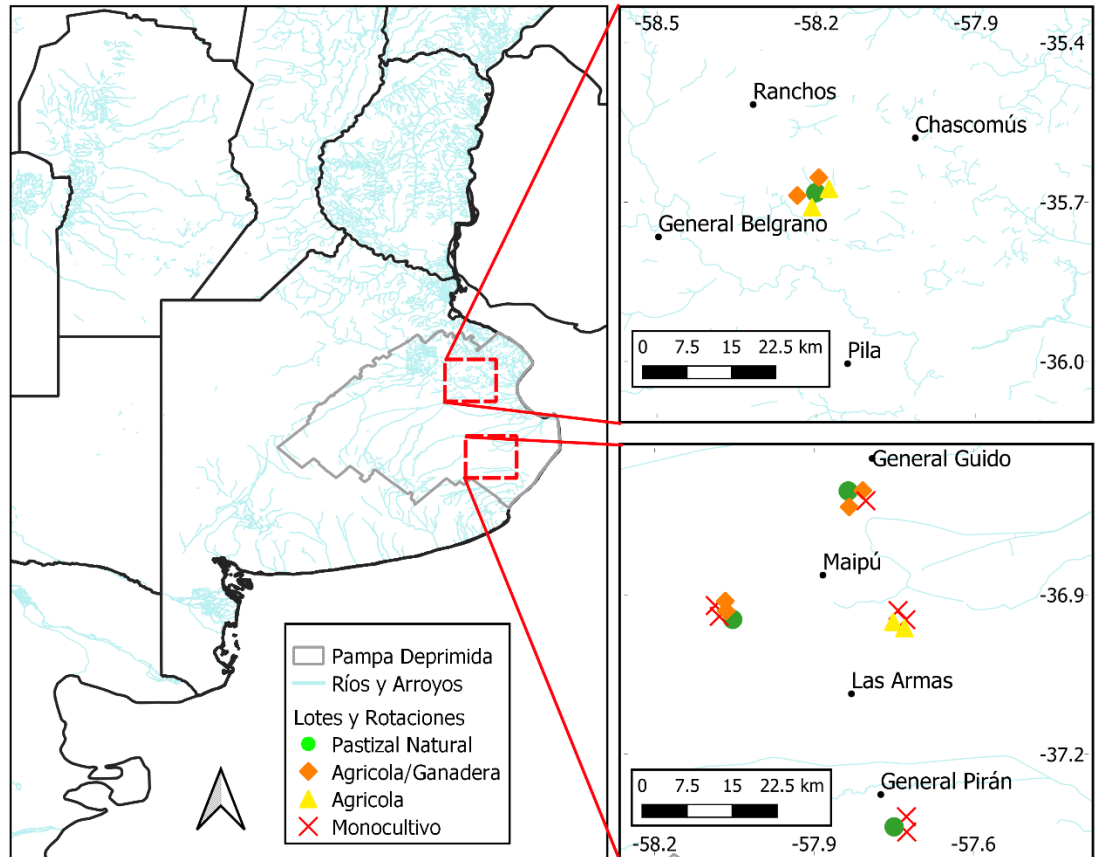 Pampa Deprimida
Ríos y Arroyos
Lotes y Rotaciones
Pastizal Natural
Agricola/Ganadera
Agricola
Monocultivo
-58.5
-58.2
-57.9
-35.4
Ranchos
Chascomús
-35.7
General Belgrano
0 7.5 15 22.5 km
Pila
-36.0
General Guido
Maipú
-36.9
Las Armas
-37.2
0 7.5 15 22.5 km
General Pirán
-58.2
-57.9
-57.6